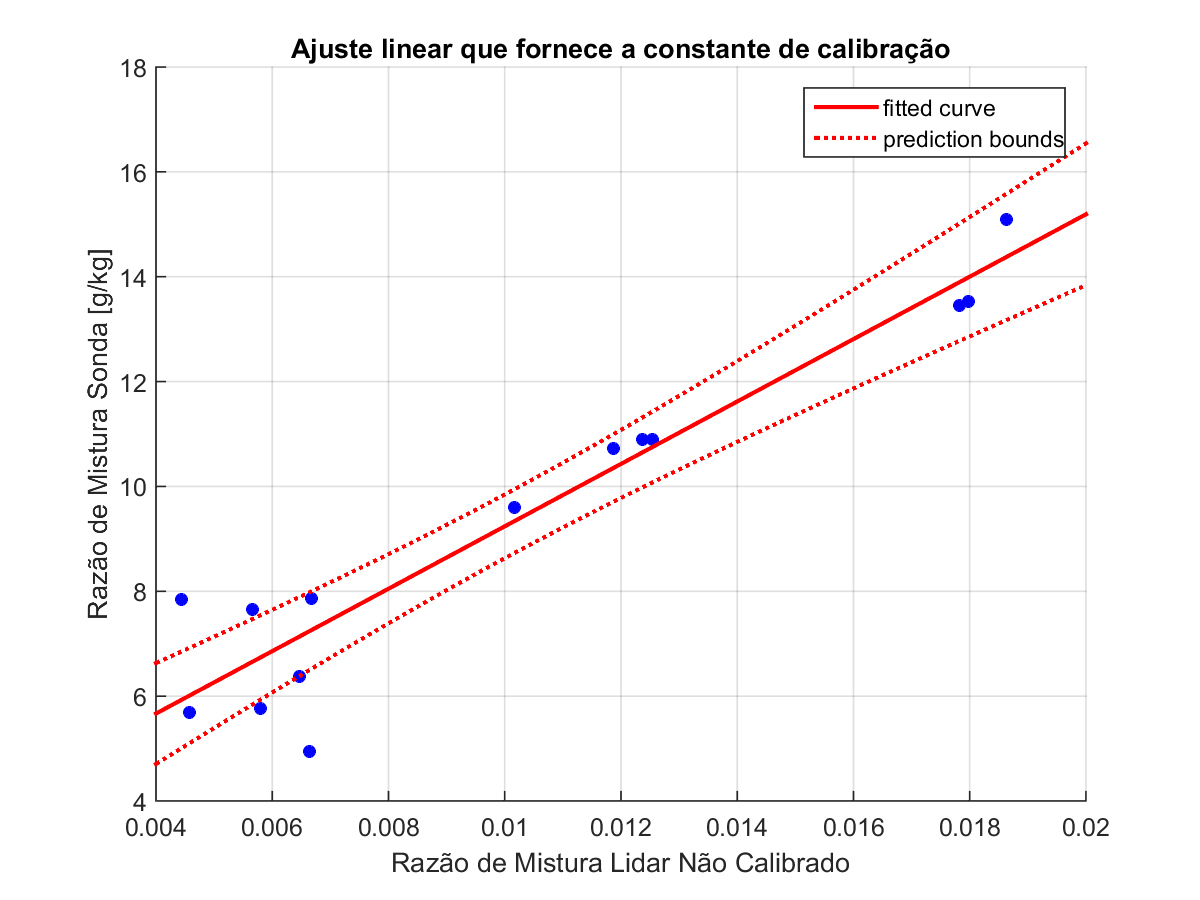 Ajuste linear que fornece a constante de calibração
fitted curve
prediction bounds
Razão de Mistura Sonda [g/kg]
18
16
14
12
10
8
6
4
0.004 0.006 0.008 0.01 0.012 0.014 0.016 0.018 0.02
Razão de Mistura Lidar Não Calibrado